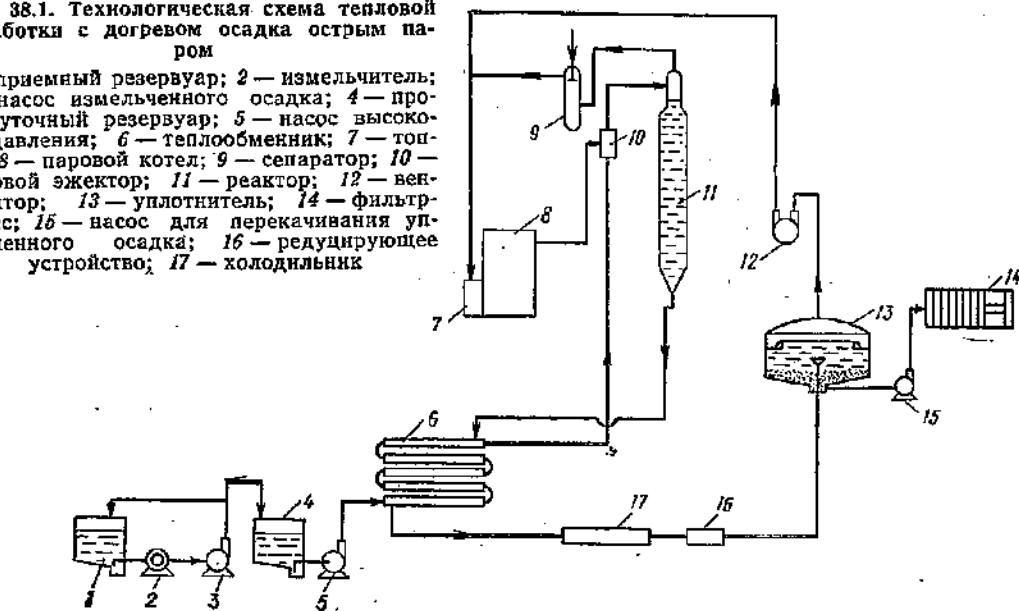 38.1. Технологическая схема тепловой
ботки с догревом осадка острым па-
ром
приемный резервуар; 2 — измельчитель;
насос измельченного осадка; 4 — про-
уточный резервуар; 5 — насос высоко-
давления; 6 — теплообменник; 7 — топ-
8 — паровой котел; 9 — сепаратор; 10 —
овой эжектор; 11 — реактор; 12 — вен-
тор; 13 — уплотнитель; 14 — фильтр-
сс; 15 — насос для перекачивания уп-
енного осадка; 16 — редуцирующее
устройство; 17 — холодильник
9
10
11
8
12
7
13
14
15
6
17
16
4
1
2
3
5